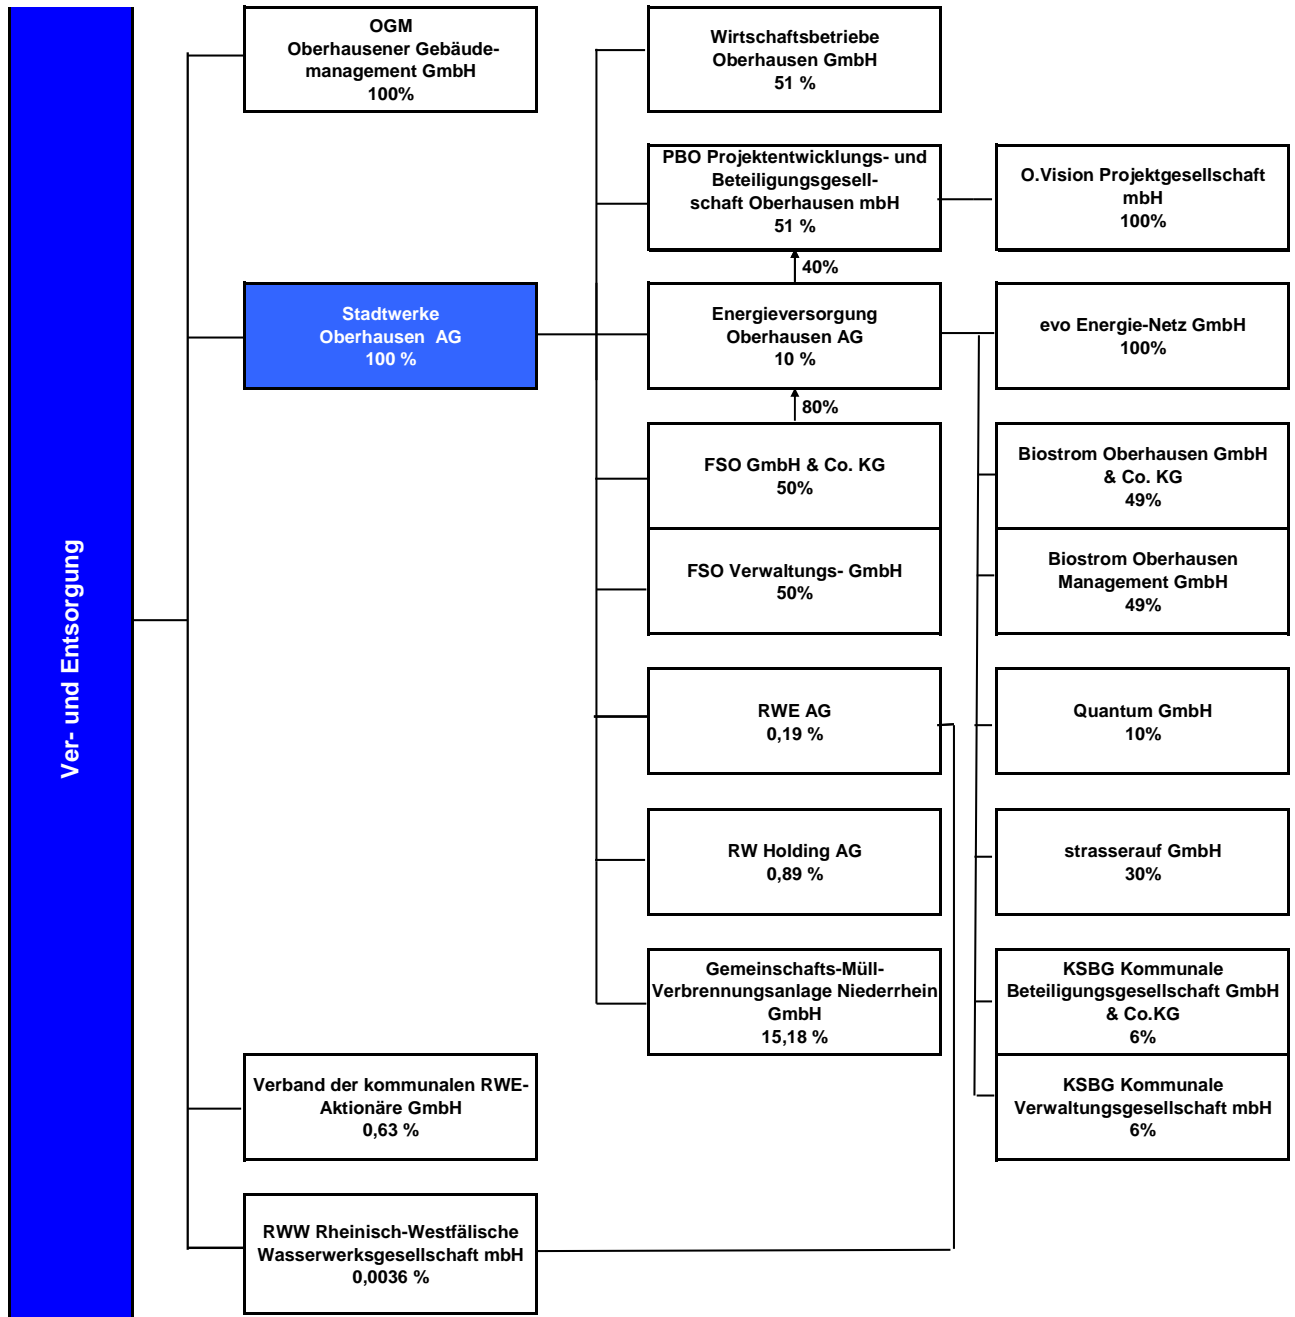 Ver- und Entsorgung
OGM
Oberhausener Gebäude-
management GmbH
100%
Stadtwerke
Oberhausen  AG
100 %
Verband der kommunalen RWE-
Aktionäre GmbH
0,63 %
RWW Rheinisch-Westfälische
Wasserwerksgesellschaft mbH
0,0036 %
Wirtschaftsbetriebe
Oberhausen GmbH
51 %
PBO Projektentwicklungs- und
Beteiligungsgesell-
schaft Oberhausen mbH
51 %
40%
Energieversorgung
Oberhausen AG
10 %
80%
FSO GmbH & Co. KG
50%
FSO Verwaltungs- GmbH
50%
RWE AG
0,19 %
RW Holding AG
0,89 %
Gemeinschafts-Müll-
Verbrennungsanlage Niederrhein
GmbH
15,18 %
O.Vision Projektgesellschaft
mbH
100%
evo Energie-Netz GmbH
100%
Biostrom Oberhausen GmbH
& Co. KG
49%
Biostrom Oberhausen
Management GmbH
49%
Quantum GmbH
10%
strasserauf GmbH
30%
KSBG Kommunale
Beteiligungsgesellschaft GmbH
& Co.KG
6%
KSBG Kommunale
Verwaltungsgesellschaft mbH
6%